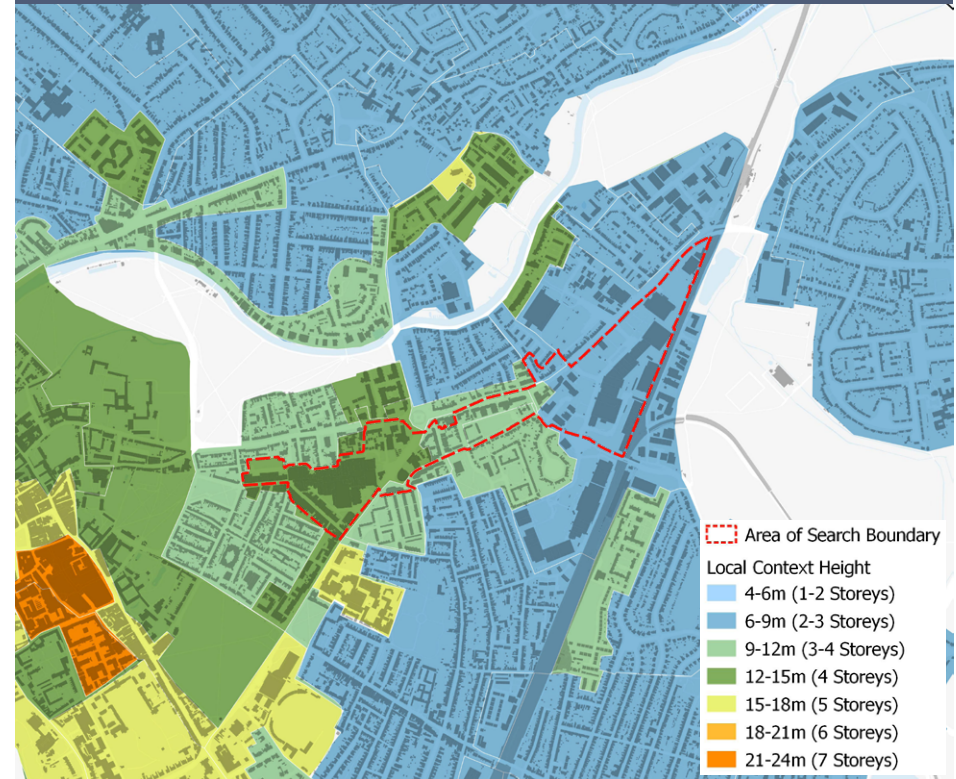 Area of Search Boundary
Local Context Height
4-6m (1-2 Storeys)
6-9m (2-3 Storeys)
9-12m (3-4 Storeys)
12-15m (4 Storeys)
15-18m (5 Storeys)
18-21m (6 Storeys)
21-24m (7 Storeys)